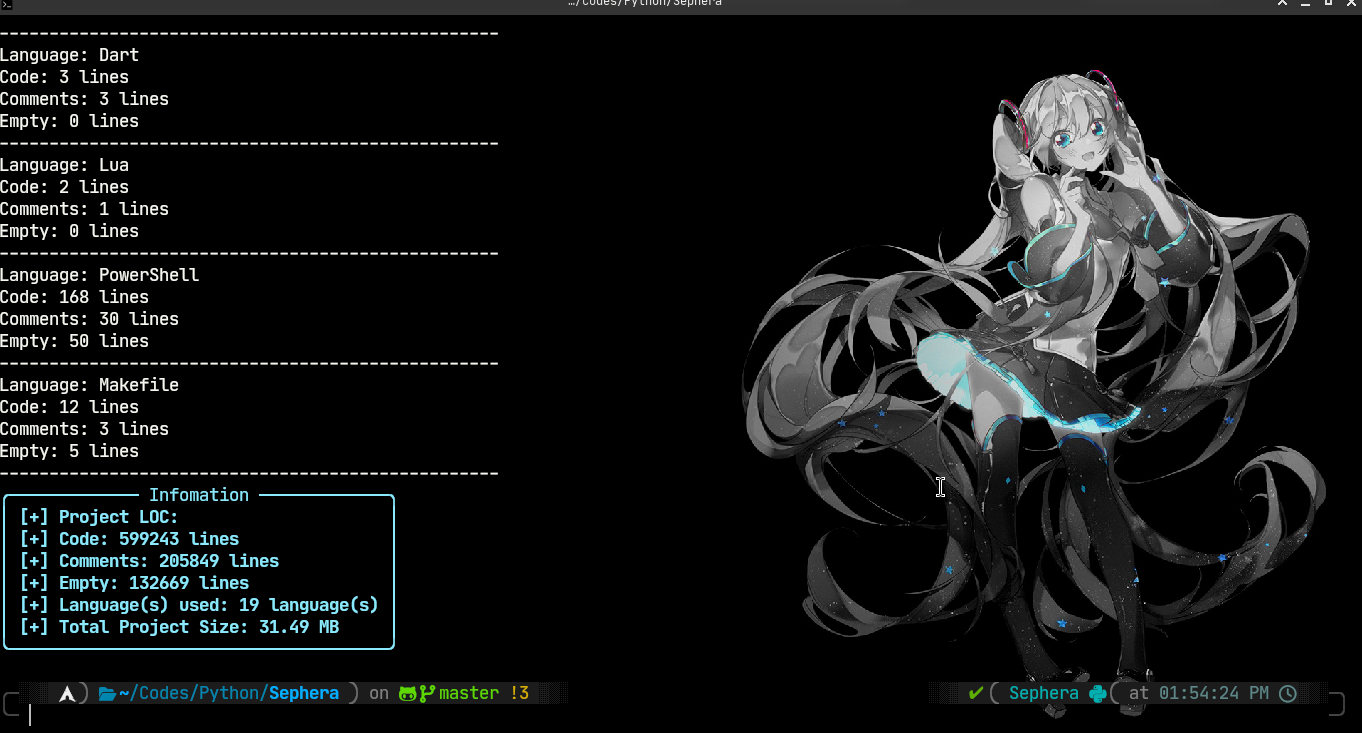 …/Codes/Python/Sephera
--------------------------------------------------
Language: Dart
Code: 3 lines
Comments: 3 lines
Empty: 0 lines
--------------------------------------------------
Language: Lua
Code: 2 lines
Comments: 1 lines
Empty: 0 lines
--------------------------------------------------
Language: PowerShell
Code: 168 lines
Comments: 30 lines
Empty: 50 lines
--------------------------------------------------
Language: Makefile
Code: 12 lines
Comments: 3 lines
Empty: 5 lines
--------------------------------------------------
Infomation
[+] Project LOC:
[+] Code: 599243 lines
[+] Comments: 205849 lines
[+] Empty: 132669 lines
[+] Language(s) used: 19 language(s)
[+] Total Project Size: 31.49 MB
~/Codes/Python/Sephera ) on master !3 ✔ ( Sephera ( at 01:54:24 PM